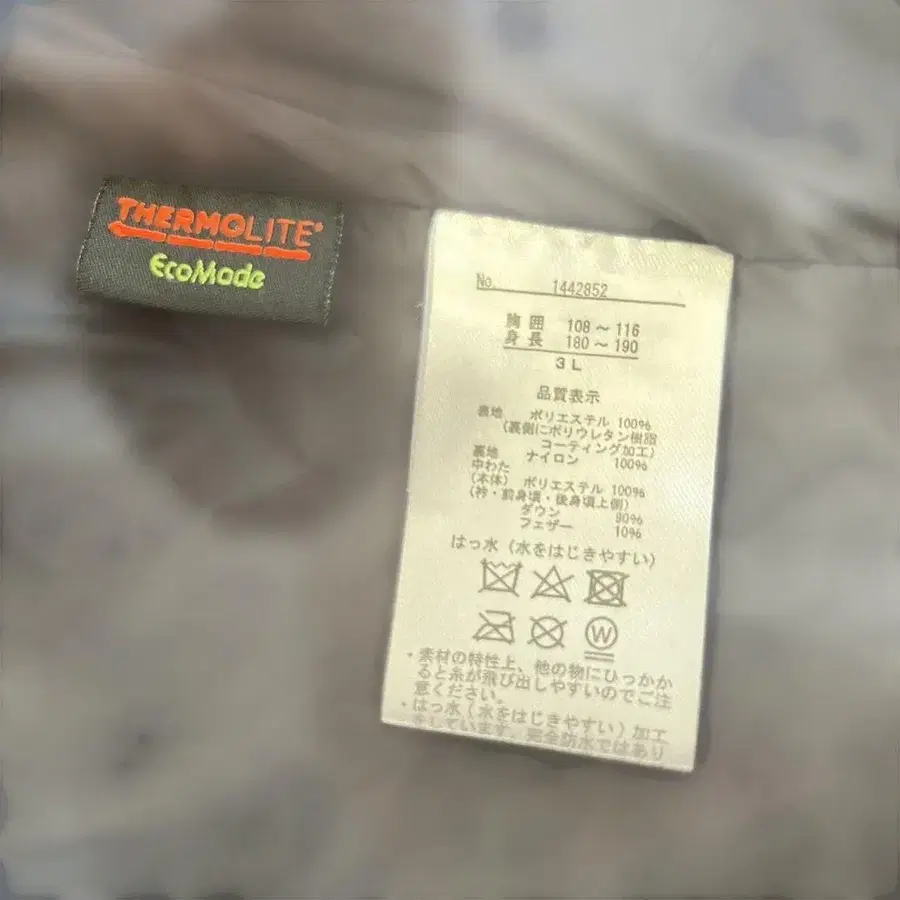 THERMOLITE®
EcoMade
No. 1442852
胸囲 108～116
身長 180～190
3L
品質表示
表地 ポリエステル 100%
(裏側にポリウレタン樹脂
コーティング加工)
裏地 ナイロン 100%
中わた
(本体) ポリエステル 100%
(衿・前身頃・後身頃上側)
ダウン 90%
フェザー 10%
はっ水 (水をはじきやすい)
W
・素材の特性上、他の物にひっかか
ると糸が飛び出しやすいのでご注
意ください。
・はっ水 (水をはじきやすい) 加工
をしています。完全防水ではあり